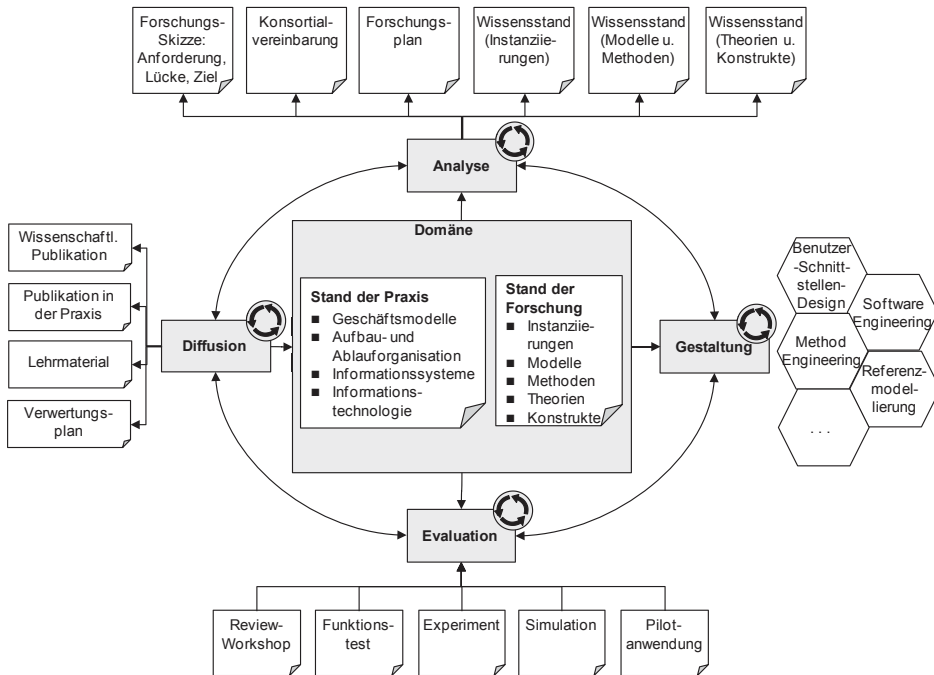 Forschungs-
Skizze:
Anforderung,
Lücke, Ziel
Konsortial-
vereinbarung
Forschungs-
plan
Wissensstand
(Instanziie-
rungen)
Wissensstand
(Modelle u.
Methoden)
Wissensstand
(Theorien u.
Konstrukte)
Analyse
Domäne
Wissenschaftl.
Publikation
Publikation in
der Praxis
Lehrmaterial
Verwertungs-
plan
Diffusion
Stand der Praxis
■ Geschäftsmodelle
■ Aufbau- und
Ablauforganisation
■ Informationssysteme
■ Informations-
technologie
Stand der
Forschung
■ Instanziie-
rungen
■ Modelle
■ Methoden
■ Theorien
■ Konstrukte
Gestaltung
Benutzer
-Schnitt-
stellen-
Design
Software
Engineering
Method
Engineering
Referenz-
model-
lierung
. . .
Evaluation
Review-
Workshop
Funktions-
test
Experiment
Simulation
Pilot-
anwendung